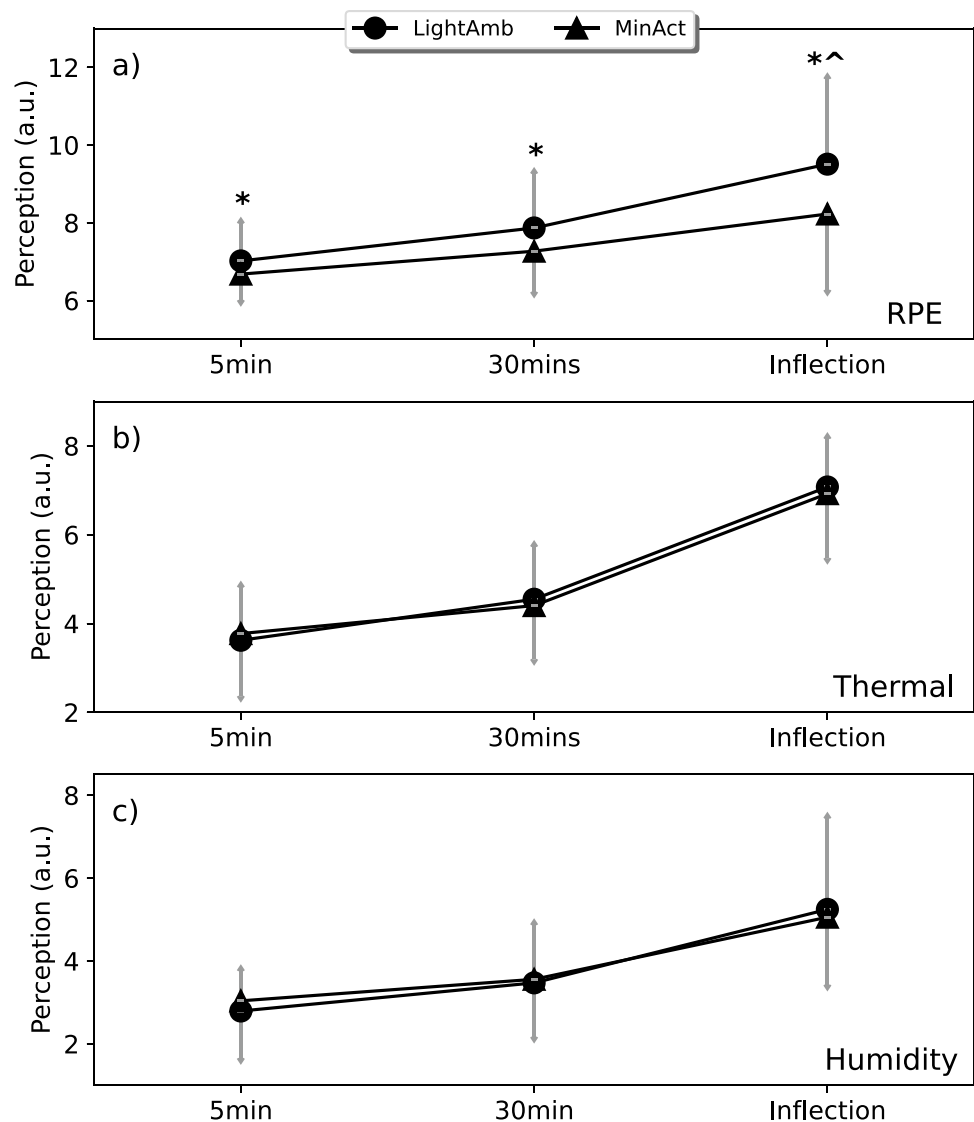 LightAmb MinAct
a)
*^
*
*
12
10
8
6
Perception (a.u.)
RPE
5min 30mins Inflection
b)
8
6
4
2
Perception (a.u.)
Thermal
5min 30mins Inflection
c)
8
6
4
2
Perception (a.u.)
Humidity
5min 30min Inflection